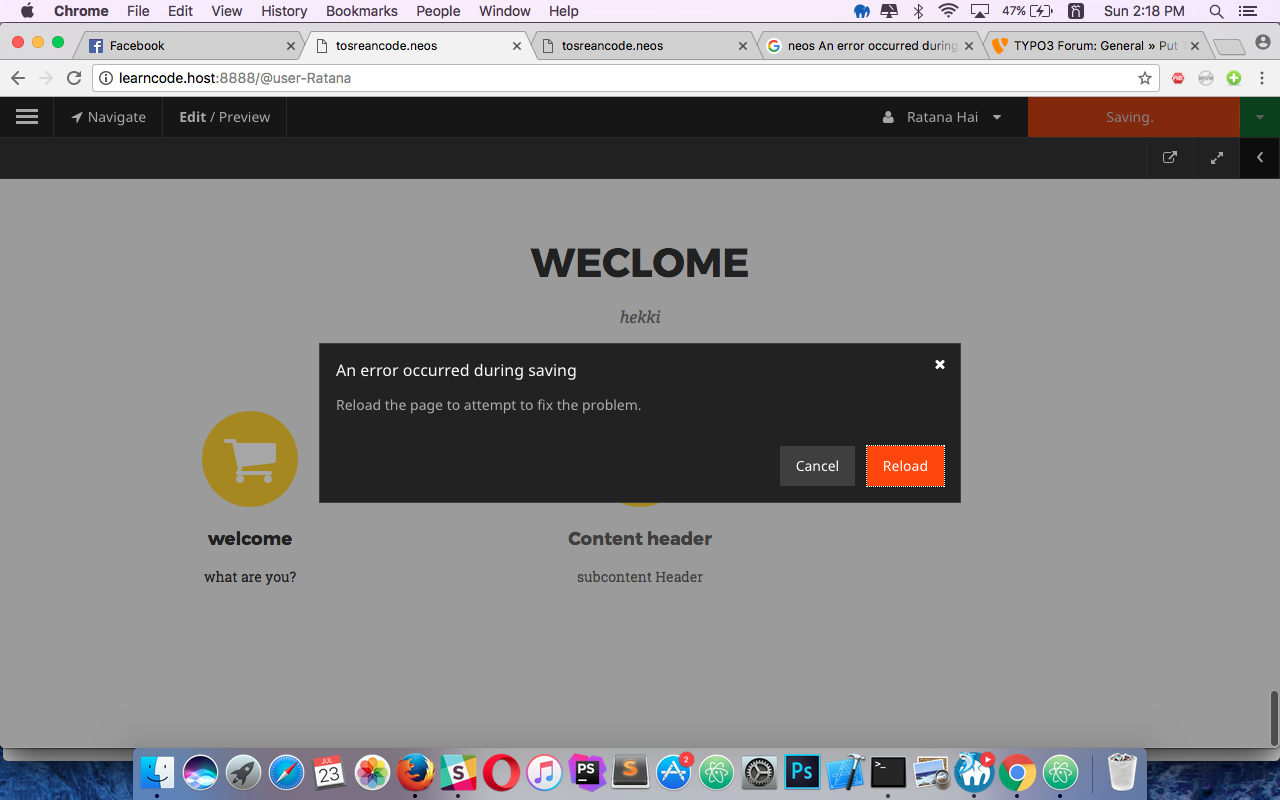 Chrome File Edit View History Bookmarks People Window Help 47% Sun 2:18 PM
Facebook tosreancode.neos tosreancode.neos neos An error occurred during TYPO3 Forum: General » Put
learncode.host:8888/@user-Ratana
Navigate Edit / Preview Ratana Hai Saving.
WECLOME
hekki
An error occurred during saving
Reload the page to attempt to fix the problem.
Cancel Reload
welcome Content header
what are you? subcontent Header
JUL
23
PS
S
2
Ps
>_